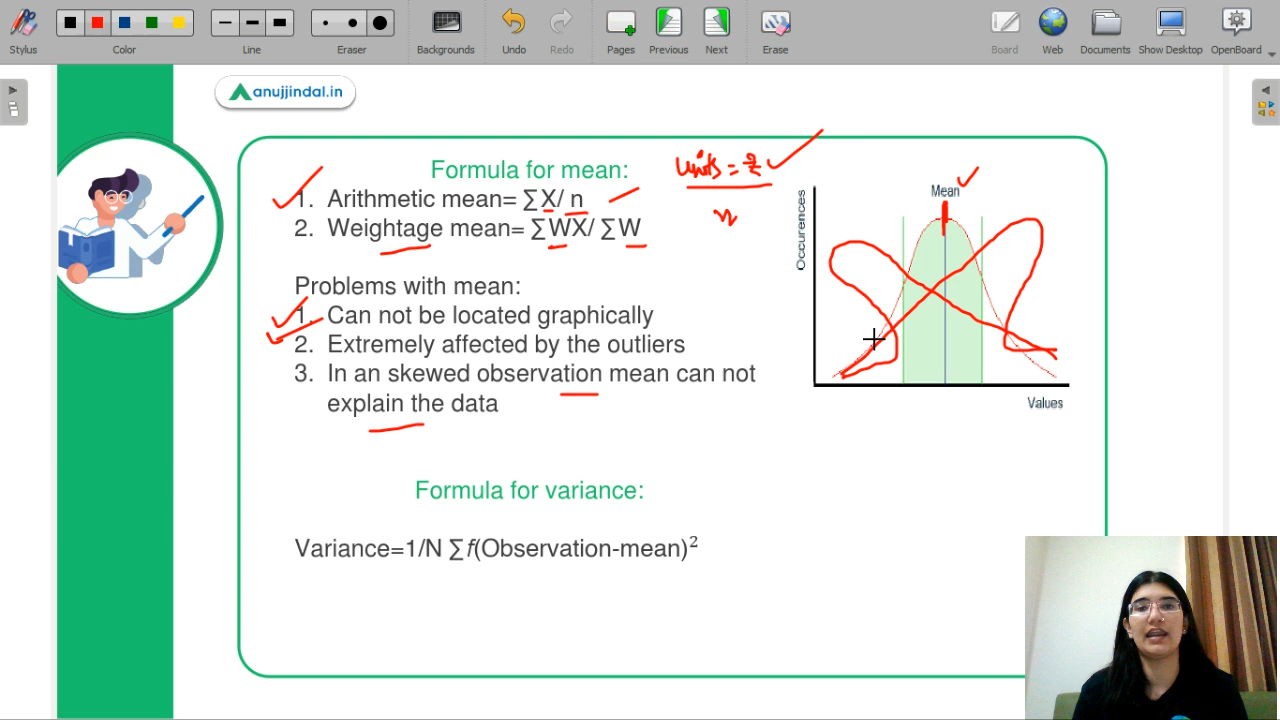 Stylus
Color
Line
Eraser
Backgrounds
Undo
Redo
Pages
Previous
Next
Erase
Board
Web
Documents
Show Desktop
OpenBoard
anujjindal.in
Formula for mean:
1. Arithmetic mean= ∑X/ n
2. Weightage mean= ∑WX/ ∑W
Units =
n
Problems with mean:
1. Can not be located graphically
2. Extremely affected by the outliers
3. In an skewed observation mean can not
explain the data
Mean
Occurences
Values
Formula for variance:
Variance=1/N ∑f(Observation-mean)²